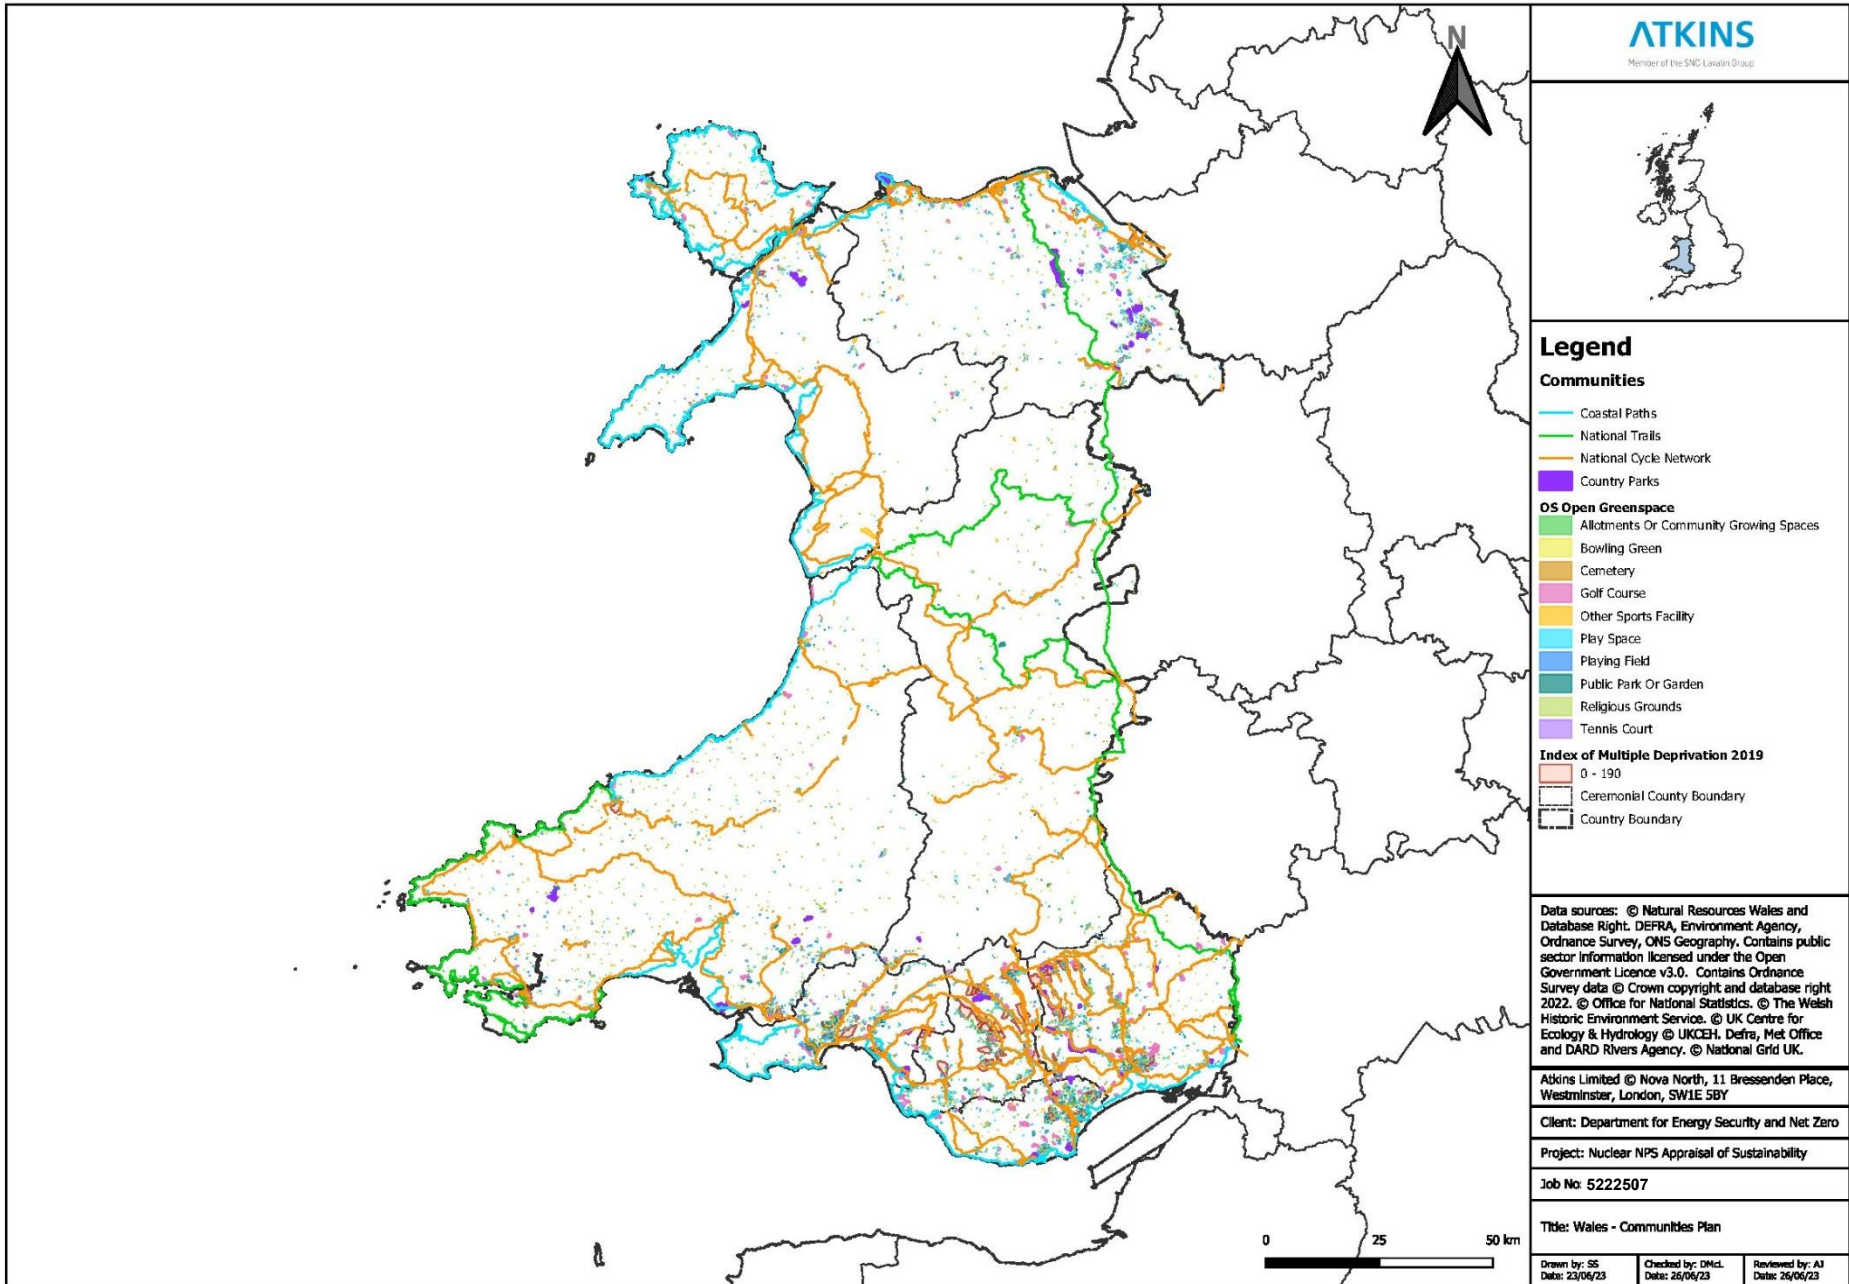 N
ATKINS
Member of the SNC-Lavalin Group
Legend
Communities
Coastal Paths
National Trails
National Cycle Network
Country Parks
OS Open Greenspace
Allotments Or Community Growing Spaces
Bowling Green
Cemetery
Golf Course
Other Sports Facility
Play Space
Playing Field
Public Park Or Garden
Religious Grounds
Tennis Court
Index of Multiple Deprivation 2019
0 - 190
Ceremonial County Boundary
Country Boundary
Data sources: © Natural Resources Wales and
Database Right. DEFRA, Environment Agency,
Ordnance Survey, ONS Geography. Contains public
sector information licensed under the Open
Government Licence v3.0. Contains Ordnance
Survey data © Crown copyright and database right
2022. © Office for National Statistics. © The Welsh
Historic Environment Service. © UK Centre for
Ecology & Hydrology © UKCEH. Defra, Met Office
and DARD Rivers Agency. © National Grid UK.
Atkins Limited © Nova North, 11 Bressenden Place,
Westminster, London, SW1E 5BY
Client: Department for Energy Security and Net Zero
Project: Nuclear NPS Appraisal of Sustainability
Job No: 5222507
Title: Wales - Communities Plan
0 25 50 km
Drawn by: SS
Date: 23/06/23
Checked by: DMcL
Date: 26/06/23
Reviewed by: AJ
Date: 26/06/23